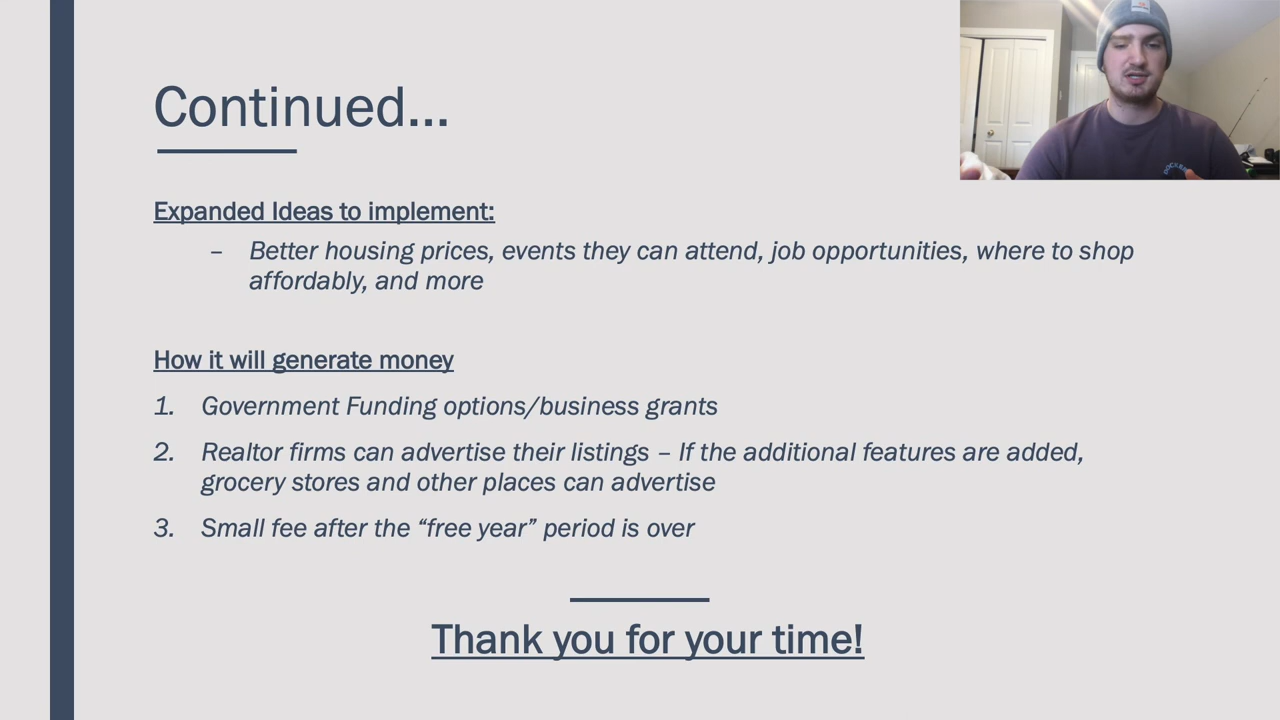 Continued...
Expanded Ideas to implement:
– Better housing prices, events they can attend, job opportunities, where to shop
affordably, and more
How it will generate money
1. Government Funding options/business grants
2. Realtor firms can advertise their listings – If the additional features are added,
grocery stores and other places can advertise
3. Small fee after the “free year” period is over
Thank you for your time!